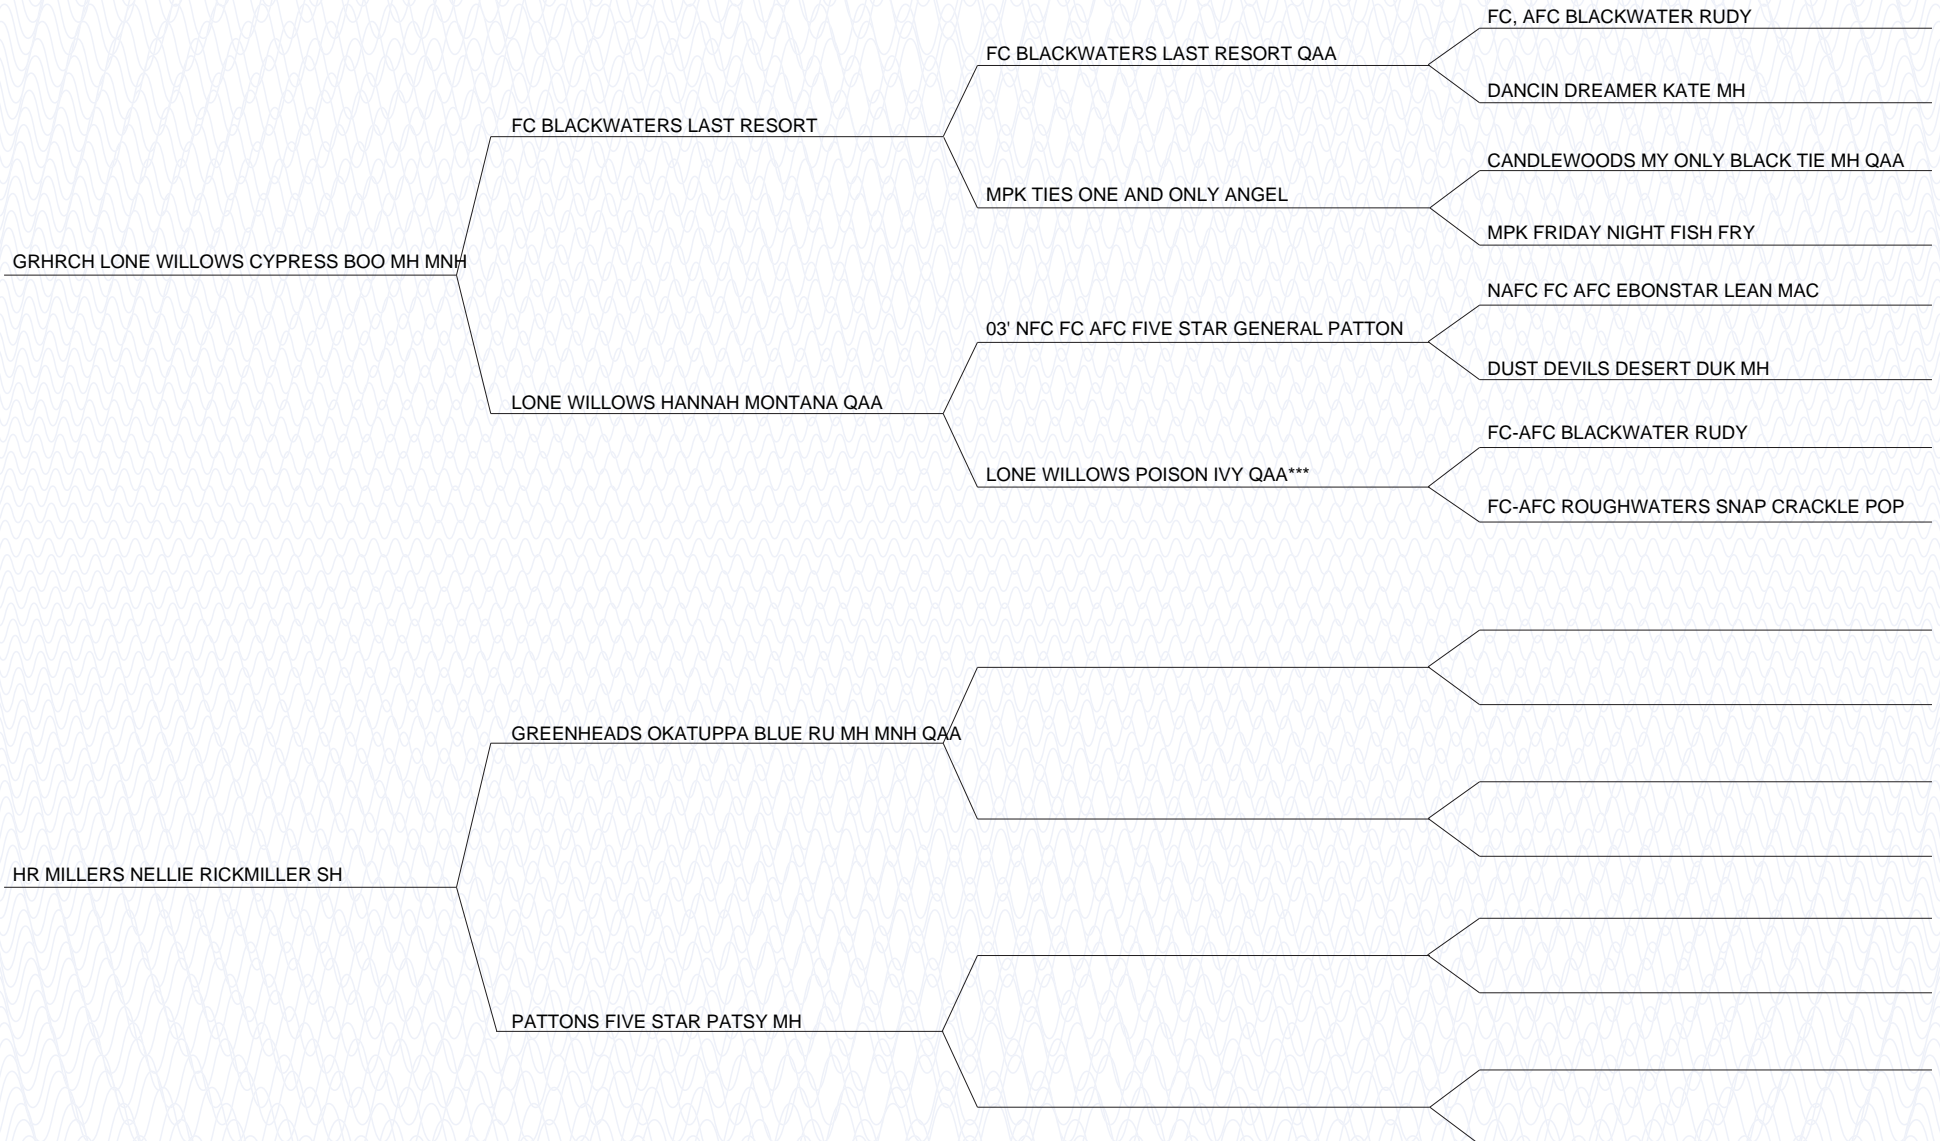 FC, AFC BLACKWATER RUDY
FC BLACKWATERS LAST RESORT QAA
DANCIN DREAMER KATE MH
FC BLACKWATERS LAST RESORT
CANDLEWOODS MY ONLY BLACK TIE MH QAA
MPK TIES ONE AND ONLY ANGEL
MPK FRIDAY NIGHT FISH FRY
GRHRCH LONE WILLOWS CYPRESS BOO MH MNH
NAFC FC AFC EBONSTAR LEAN MAC
03' NFC FC AFC FIVE STAR GENERAL PATTON
DUST DEVILS DESERT DUK MH
LONE WILLOWS HANNAH MONTANA QAA
FC-AFC BLACKWATER RUDY
LONE WILLOWS POISON IVY QAA***
FC-AFC ROUGHWATERS SNAP CRACKLE POP
GREENHEADS OKATUPPA BLUE RU MH MNH QAA
HR MILLERS NELLIE RICKMILLER SH
PATTONS FIVE STAR PATSY MH